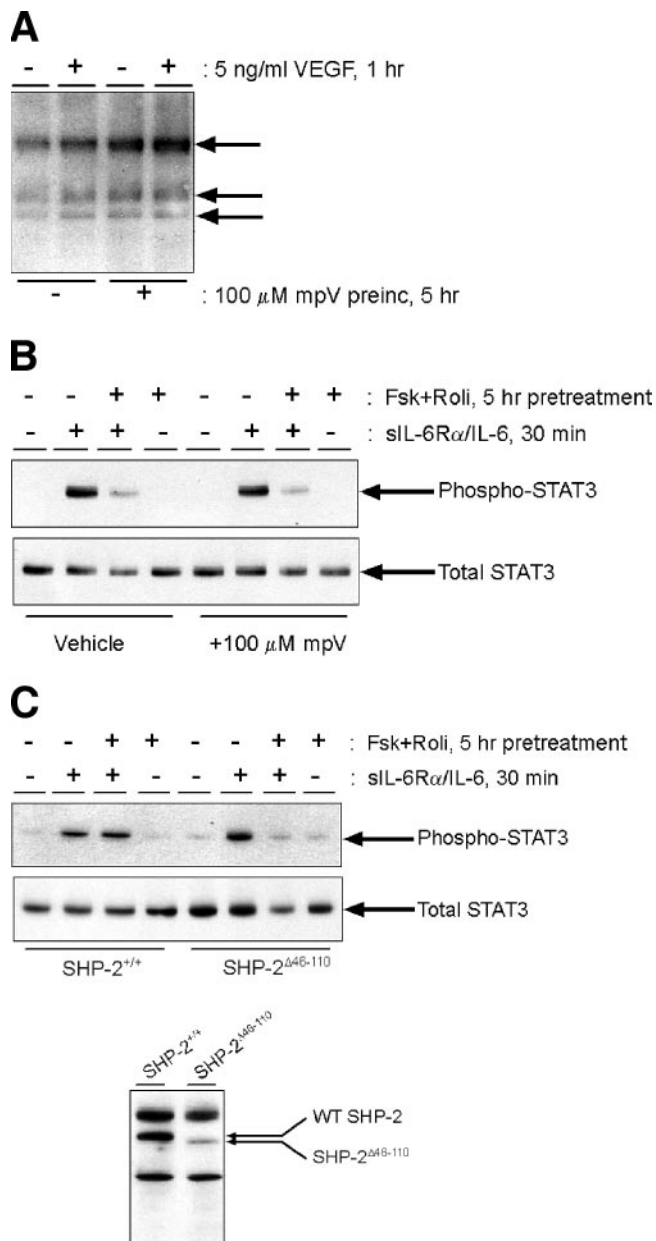 A
- + - + : 5 ng/ml VEGF, 1 hr
- + : 100 μM mpV preinc, 5 hr
B
- - + + - - + + : Fsk+Roli, 5 hr pretreatment
- + + - - + + - : sIL-6Rα/IL-6, 30 min
Phospho-STAT3
Total STAT3
Vehicle +100 μM mpV
C
- - + + - - + + : Fsk+Roli, 5 hr pretreatment
- + + - - + + - : sIL-6Rα/IL-6, 30 min
Phospho-STAT3
Total STAT3
SHP-2+/+ SHP-2Δ46-110
SHP-2+/+ SHP-2Δ46-110
WT SHP-2
SHP-2Δ46-110